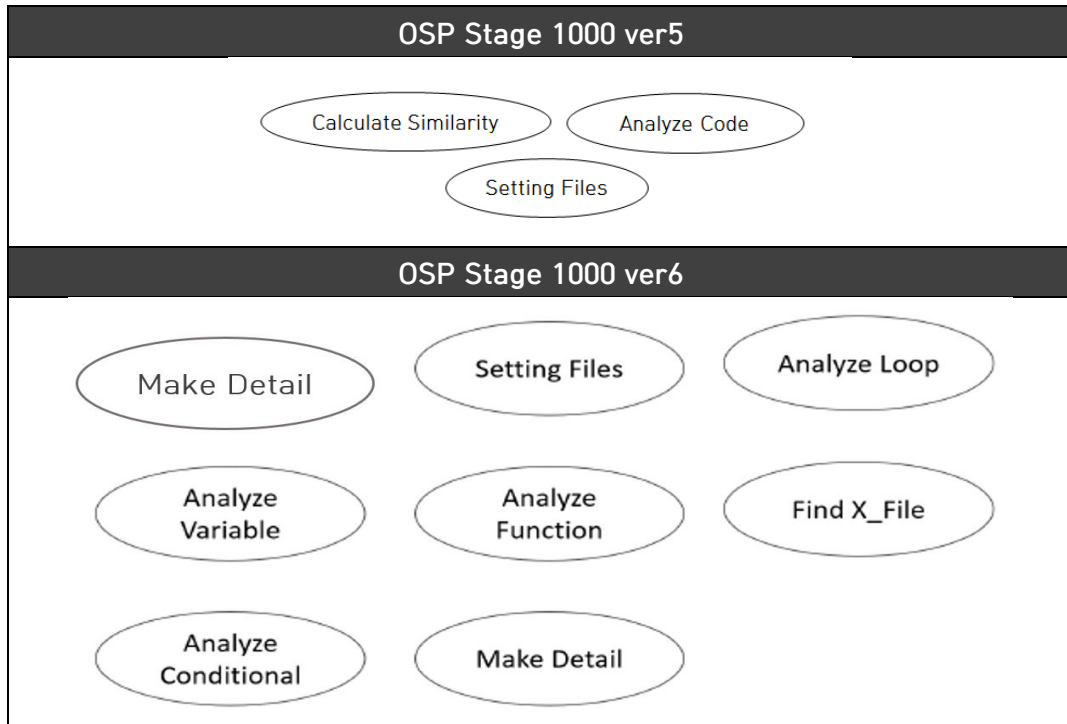 OSP Stage 1000 ver5
Calculate Similarity
Analyze Code
Setting Files
OSP Stage 1000 ver6
Make Detail
Setting Files
Analyze Loop
Analyze
Variable
Analyze
Function
Find X_File
Analyze
Conditional
Make Detail